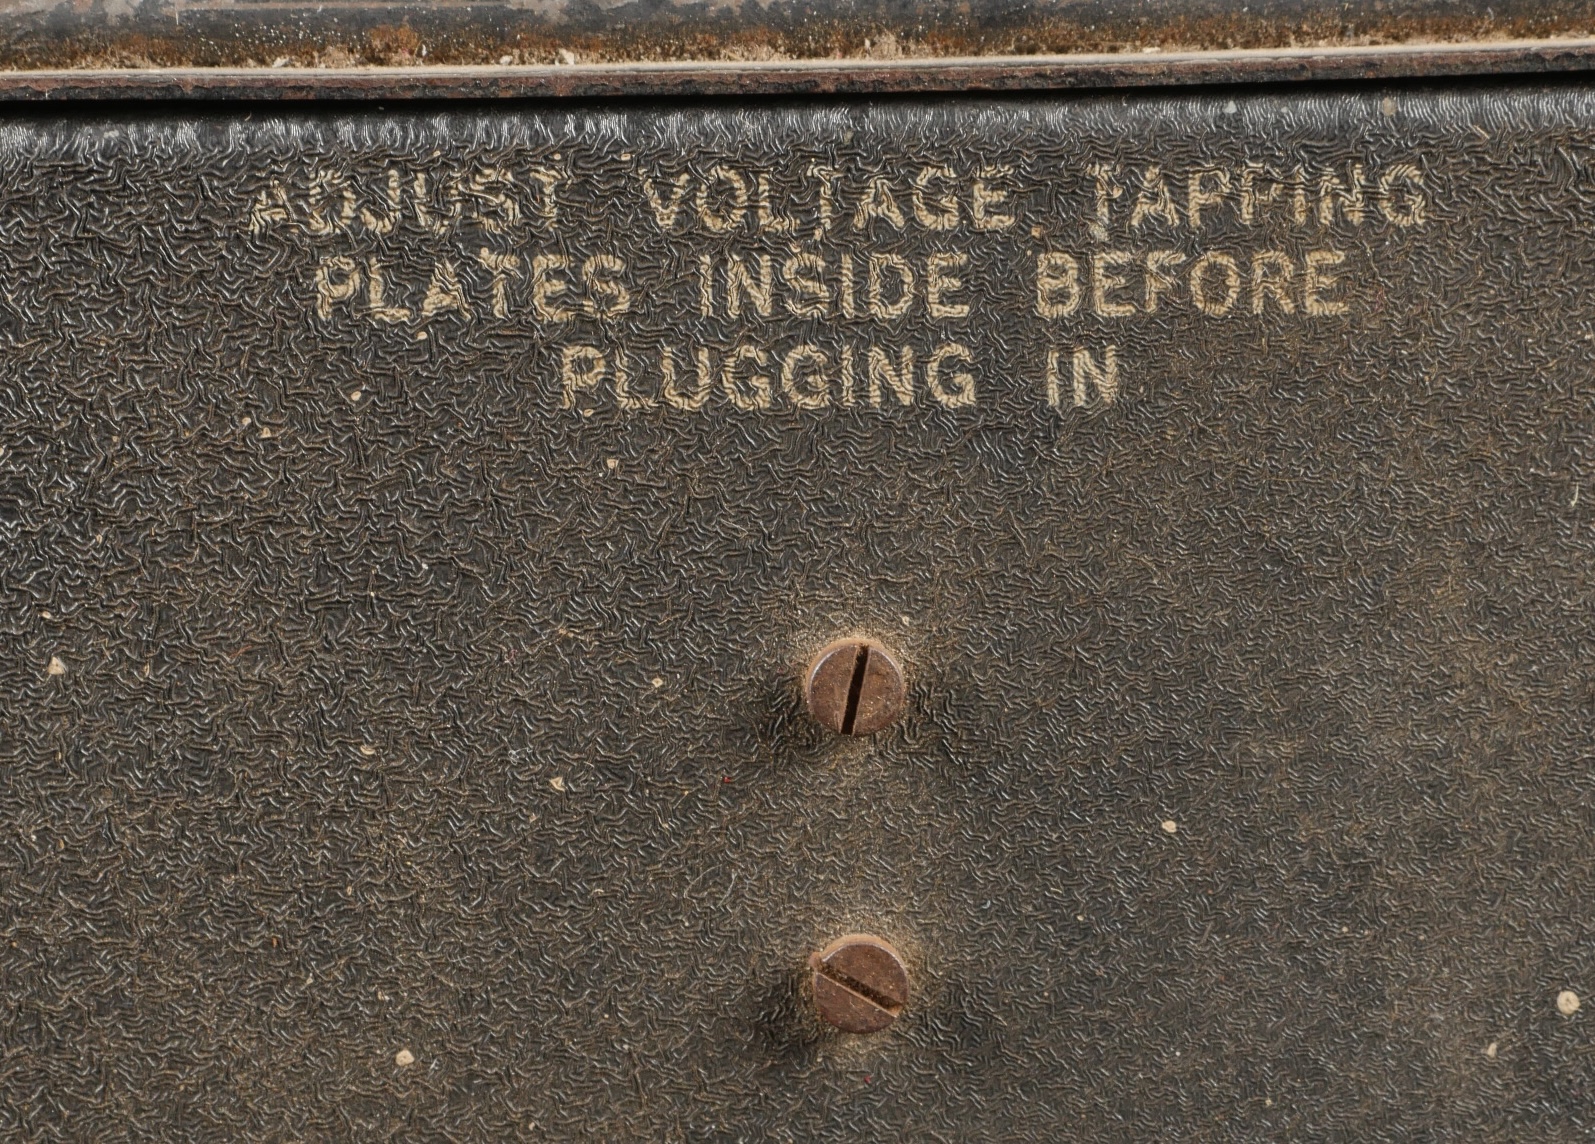 ADJUST VOLTAGE TAPPING
PLATES INSIDE BEFORE
PLUGGING IN